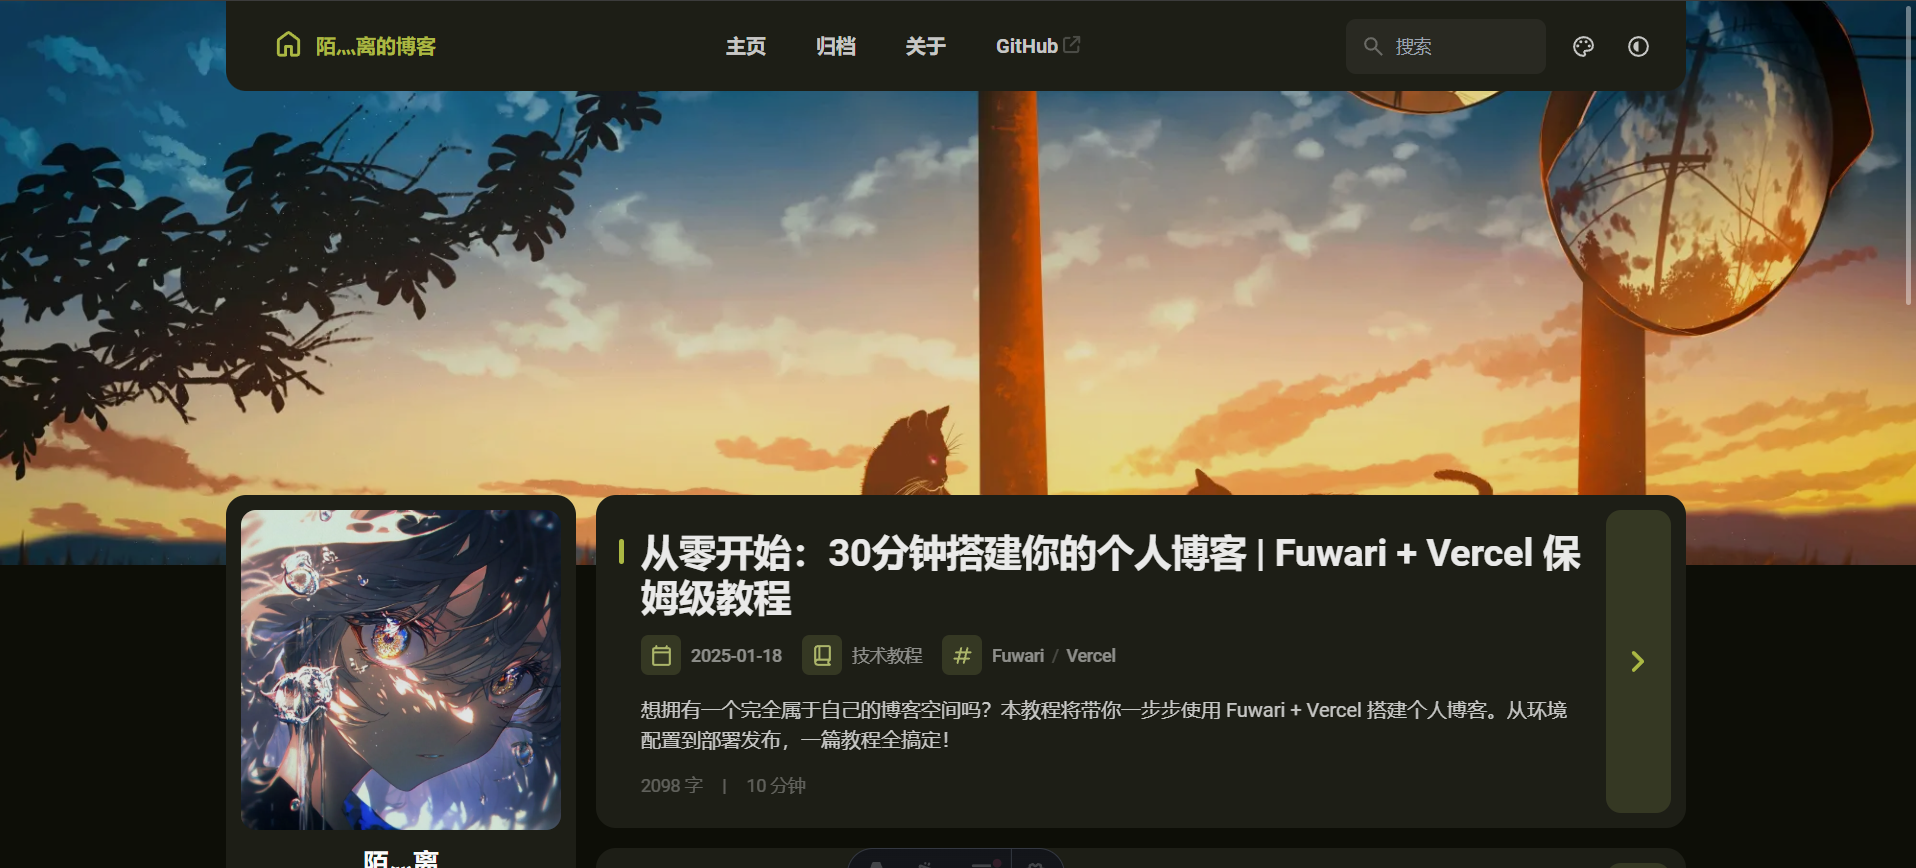 陌灬离的博客
主页 归档 关于 GitHub
搜索
从零开始：30分钟搭建你的个人博客 | Fuwari + Vercel 保
姆级教程
2025-01-18 技术教程 Fuwari / Vercel
想拥有一个完全属于自己的博客空间吗？本教程将带你一步步使用 Fuwari + Vercel 搭建个人博客。从环境
配置到部署发布，一篇教程全搞定！
2098 字 | 10 分钟
陌灬离